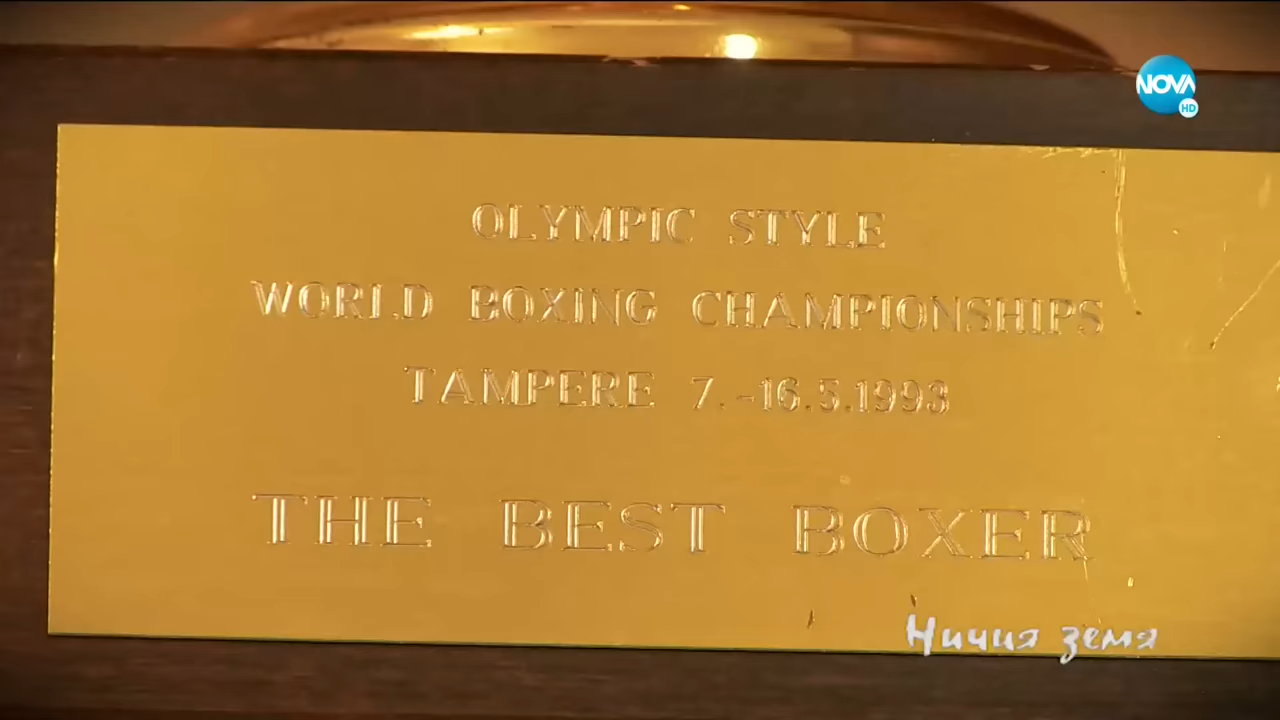 NOVA
HD
OLYMPIC STYLE
WORLD BOXING CHAMPIONSHIPS
TAMPERE 7.-16.5.1993
THE BEST BOXER
Ничия земя